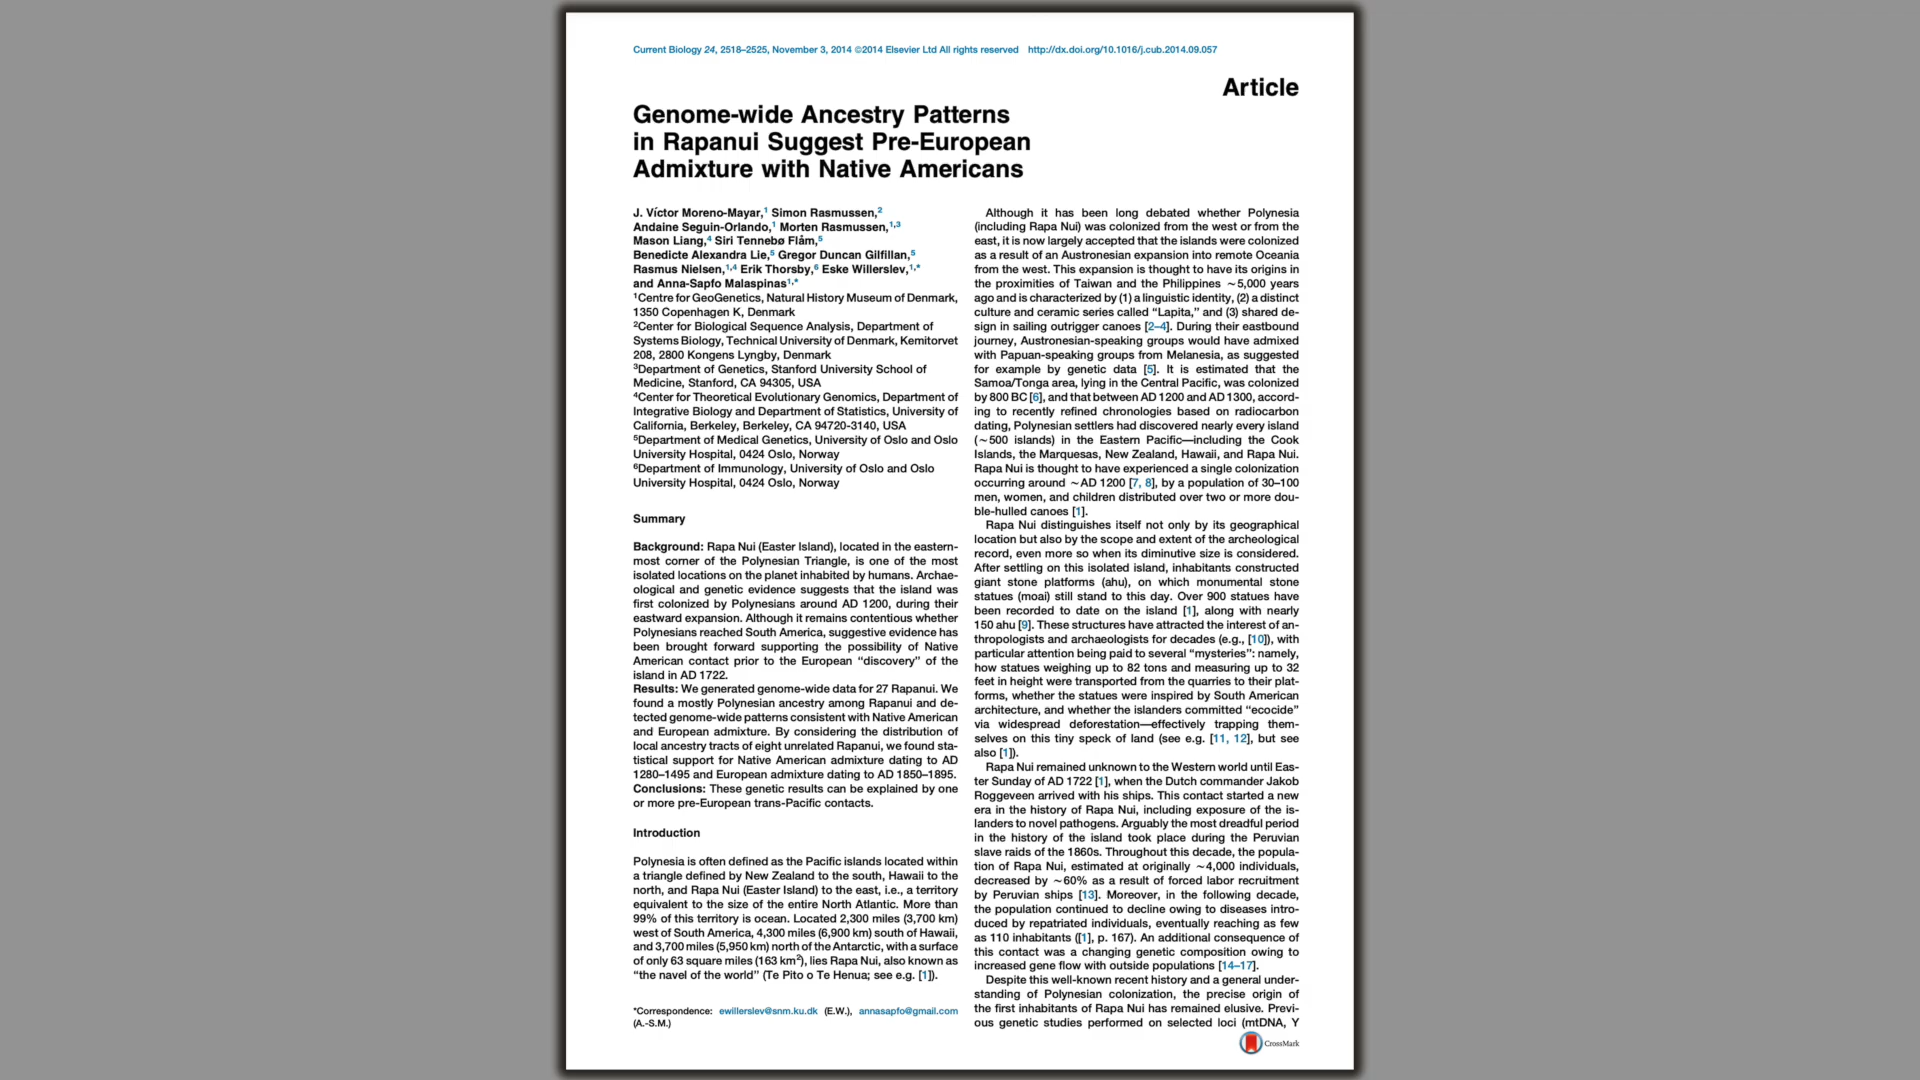 Current Biology 24, 2518–2525, November 3, 2014 ©2014 Elsevier Ltd All rights reserved http://dx.doi.org/10.1016/j.cub.2014.09.057
Article
Genome-wide Ancestry Patterns
in Rapanui Suggest Pre-European
Admixture with Native Americans
J. Víctor Moreno-Mayar,1 Simon Rasmussen,2
Andaine Seguin-Orlando,1 Morten Rasmussen,1,3
Mason Liang,4 Siri Tennebø Flåm,5
Benedicte Alexandra Lie,5 Gregor Duncan Gilfillan,5
Rasmus Nielsen,1,4 Erik Thorsby,6 Eske Willerslev,1,*
and Anna-Sapfo Malaspinas1,*
1Centre for GeoGenetics, Natural History Museum of Denmark,
1350 Copenhagen K, Denmark
2Center for Biological Sequence Analysis, Department of
Systems Biology, Technical University of Denmark, Kemitorvet
208, 2800 Kongens Lyngby, Denmark
3Department of Genetics, Stanford University School of
Medicine, Stanford, CA 94305, USA
4Center for Theoretical Evolutionary Genomics, Department of
Integrative Biology and Department of Statistics, University of
California, Berkeley, Berkeley, CA 94720-3140, USA
5Department of Medical Genetics, University of Oslo and Oslo
University Hospital, 0424 Oslo, Norway
6Department of Immunology, University of Oslo and Oslo
University Hospital, 0424 Oslo, Norway
Summary
Background: Rapa Nui (Easter Island), located in the eastern-
most corner of the Polynesian Triangle, is one of the most
isolated locations on the planet inhabited by humans. Archae-
ological and genetic evidence suggests that the island was
first colonized by Polynesians around AD 1200, during their
eastward expansion. Although it remains contentious whether
Polynesians reached South America, suggestive evidence has
been brought forward supporting the possibility of Native
American contact prior to the European “discovery” of the
island in AD 1722.
Results: We generated genome-wide data for 27 Rapanui. We
found a mostly Polynesian ancestry among Rapanui and de-
tected genome-wide patterns consistent with Native American
and European admixture. By considering the distribution of
local ancestry tracts of eight unrelated Rapanui, we found sta-
tistical support for Native American admixture dating to AD
1280–1495 and European admixture dating to AD 1850–1895.
Conclusions: These genetic results can be explained by one
or more pre-European trans-Pacific contacts.
Introduction
Polynesia is often defined as the Pacific islands located within
a triangle defined by New Zealand to the south, Hawaii to the
north, and Rapa Nui (Easter Island) to the east, i.e., a territory
equivalent to the size of the entire North Atlantic. More than
99% of this territory is ocean. Located 2,300 miles (3,700 km)
west of South America, 4,300 miles (6,900 km) south of Hawaii,
and 3,700 miles (5,950 km) north of the Antarctic, with a surface
of only 63 square miles (163 km2), lies Rapa Nui, also known as
“the navel of the world” (Te Pito o Te Henua; see e.g. [1]).
*Correspondence: ewillerslev@snm.ku.dk (E.W.), annasapfo@gmail.com
(A.-S.M.)
Although it has been long debated whether Polynesia
(including Rapa Nui) was colonized from the west or from the
east, it is now largely accepted that the islands were colonized
as a result of an Austronesian expansion into remote Oceania
from the west. This expansion is thought to have its origins in
the proximities of Taiwan and the Philippines ~5,000 years
ago and is characterized by (1) a linguistic identity, (2) a distinct
culture and ceramic series called “Lapita,” and (3) shared de-
sign in sailing outrigger canoes [2–4]. During their eastbound
journey, Austronesian-speaking groups would have admixed
with Papuan-speaking groups from Melanesia, as suggested
for example by genetic data [5]. It is estimated that the
Samoa/Tonga area, lying in the Central Pacific, was colonized
by 800 BC [6], and that between AD 1200 and AD 1300, accord-
ing to recently refined chronologies based on radiocarbon
dating, Polynesian settlers had discovered nearly every island
(~500 islands) in the Eastern Pacific—including the Cook
Islands, the Marquesas, New Zealand, Hawaii, and Rapa Nui.
Rapa Nui is thought to have experienced a single colonization
occurring around ~AD 1200 [7, 8], by a population of 30–100
men, women, and children distributed over two or more dou-
ble-hulled canoes [1].
Rapa Nui distinguishes itself not only by its geographical
location but also by the scope and extent of the archeological
record, even more so when its diminutive size is considered.
After settling on this isolated island, inhabitants constructed
giant stone platforms (ahu), on which monumental stone
statues (moai) still stand to this day. Over 900 statues have
been recorded to date on the island [1], along with nearly
150 ahu [9]. These structures have attracted the interest of an-
thropologists and archaeologists for decades (e.g., [10]), with
particular attention being paid to several “mysteries”: namely,
how statues weighing up to 82 tons and measuring up to 32
feet in height were transported from the quarries to their plat-
forms, whether the statues were inspired by South American
architecture, and whether the islanders committed “ecocide”
via widespread deforestation—effectively trapping them-
selves on this tiny speck of land (see e.g. [11, 12], but see
also [1]).
Rapa Nui remained unknown to the Western world until Eas-
ter Sunday of AD 1722 [1], when the Dutch commander Jakob
Roggeveen arrived with his ships. This contact started a new
era in the history of Rapa Nui, including exposure of the is-
landers to novel pathogens. Arguably the most dreadful period
in the history of the island took place during the Peruvian
slave raids of the 1860s. Throughout this decade, the popula-
tion of Rapa Nui, estimated at originally ~4,000 individuals,
decreased by ~60% as a result of forced labor recruitment
by Peruvian ships [13]. Moreover, in the following decade,
the population continued to decline owing to diseases intro-
duced by repatriated individuals, eventually reaching as few
as 110 inhabitants ([1], p. 167). An additional consequence of
this contact was a changing genetic composition owing to
increased gene flow with outside populations [14–17].
Despite this well-known recent history and a general under-
standing of Polynesian colonization, the precise origin of
the first inhabitants of Rapa Nui has remained elusive. Previ-
ous genetic studies performed on selected loci (mtDNA, Y
CrossMark